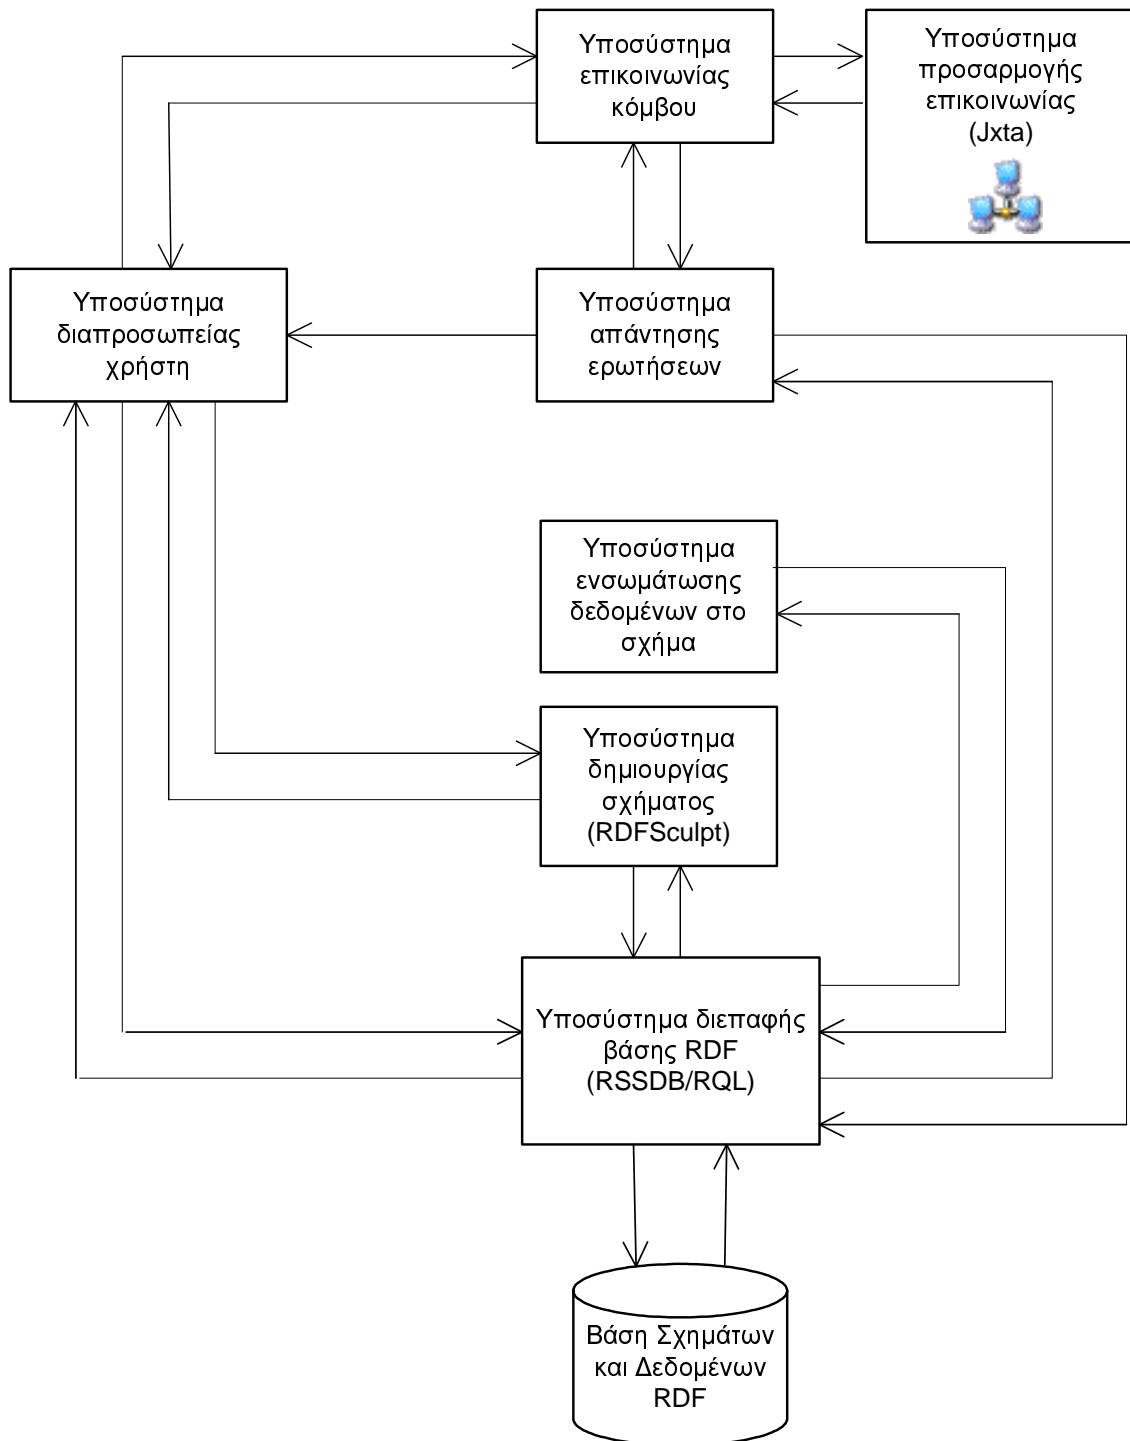 Υποσύστημα
επικοινωνίας
κόμβου
Υποσύστημα
προσαρμογής
επικοινωνίας
(Jxta)
Υποσύστημα
διαπροσωπείας
χρήστη
Υποσύστημα
απάντησης
ερωτήσεων
Υποσύστημα
ενσωμάτωσης
δεδομένων στο
σχήμα
Υποσύστημα
δημιουργίας
σχήματος
(RDFSculpt)
Υποσύστημα διεπαφής
βάσης RDF
(RSSDB/RQL)
Βάση Σχημάτων
και Δεδομένων
RDF